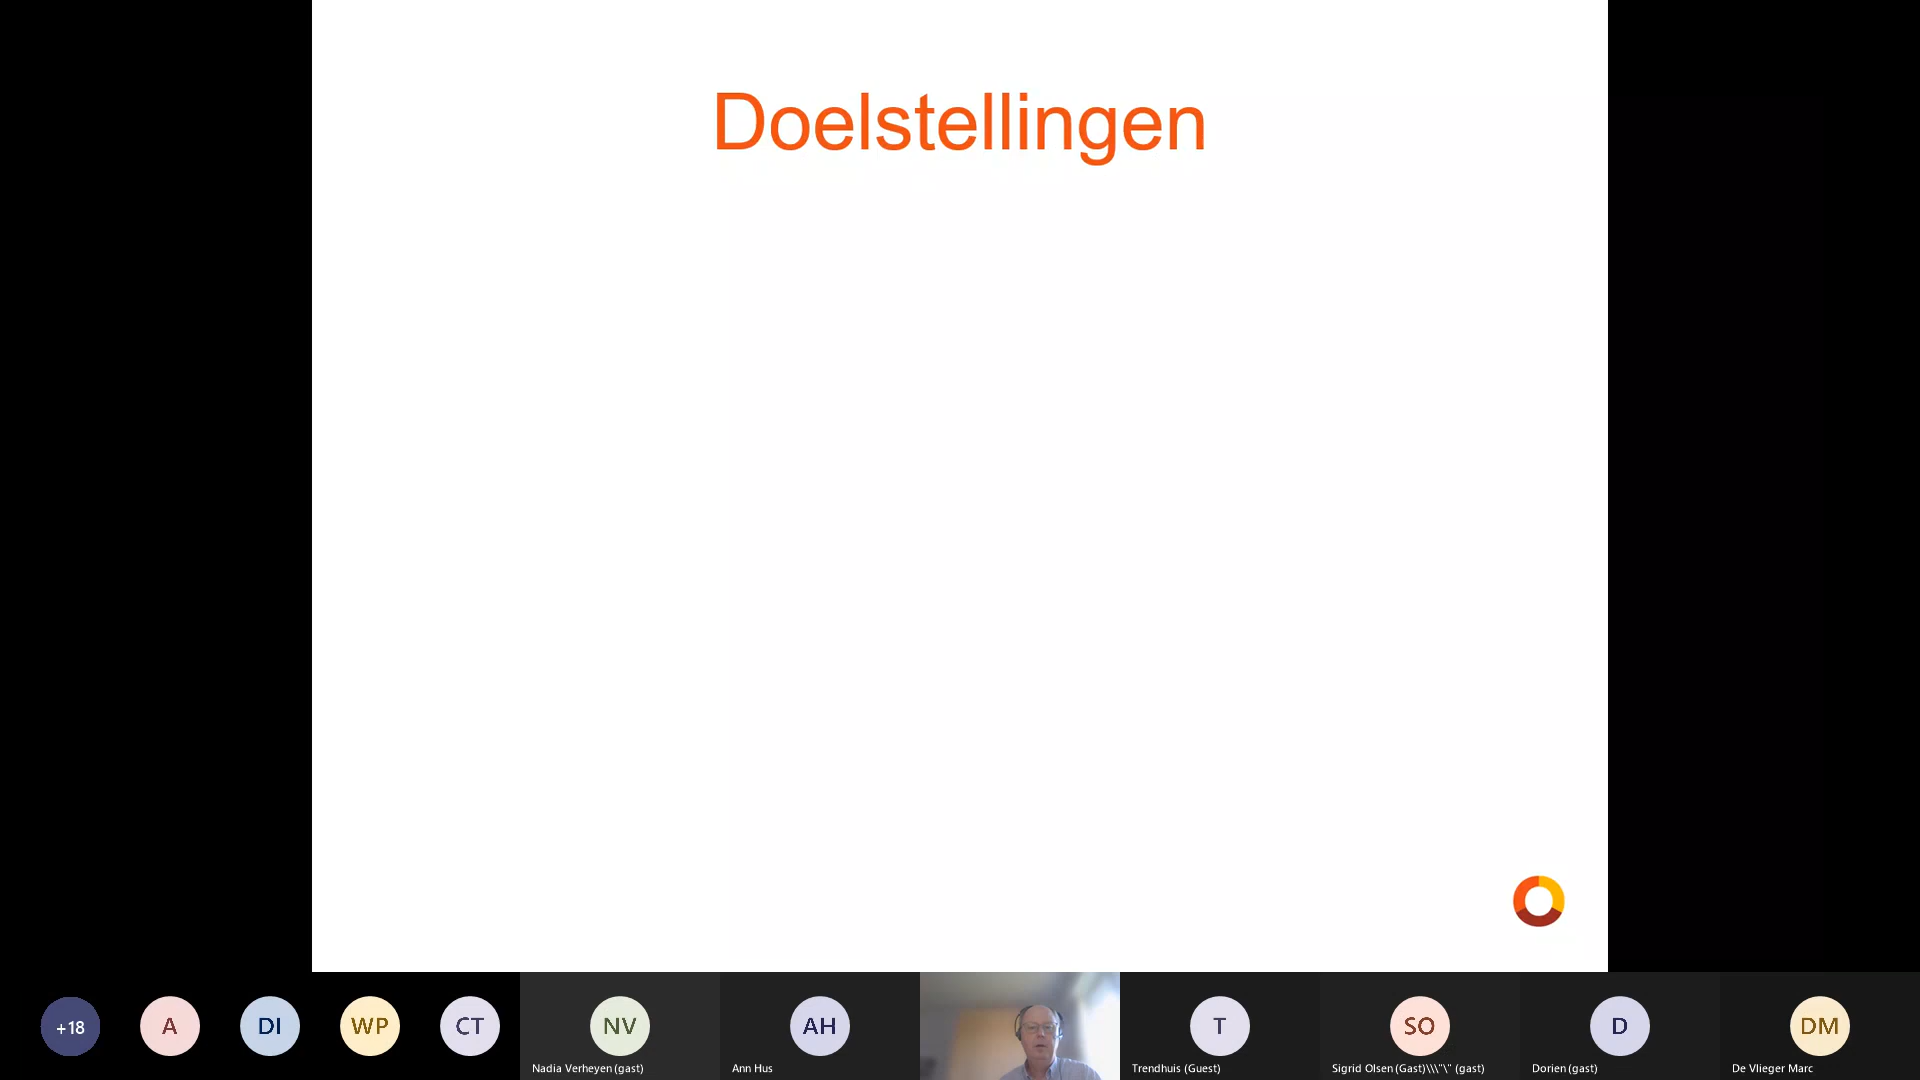 Doelstellingen
+18
A
DI
WP
CT
NV
AH
T
SO
D
DM
Nadia Verheyen (gast)
Ann Hus
Trendhuis (Guest)
Sigrid Olsen (Gast)\\\"\" (gast)
Dorien (gast)
De Vlieger Marc